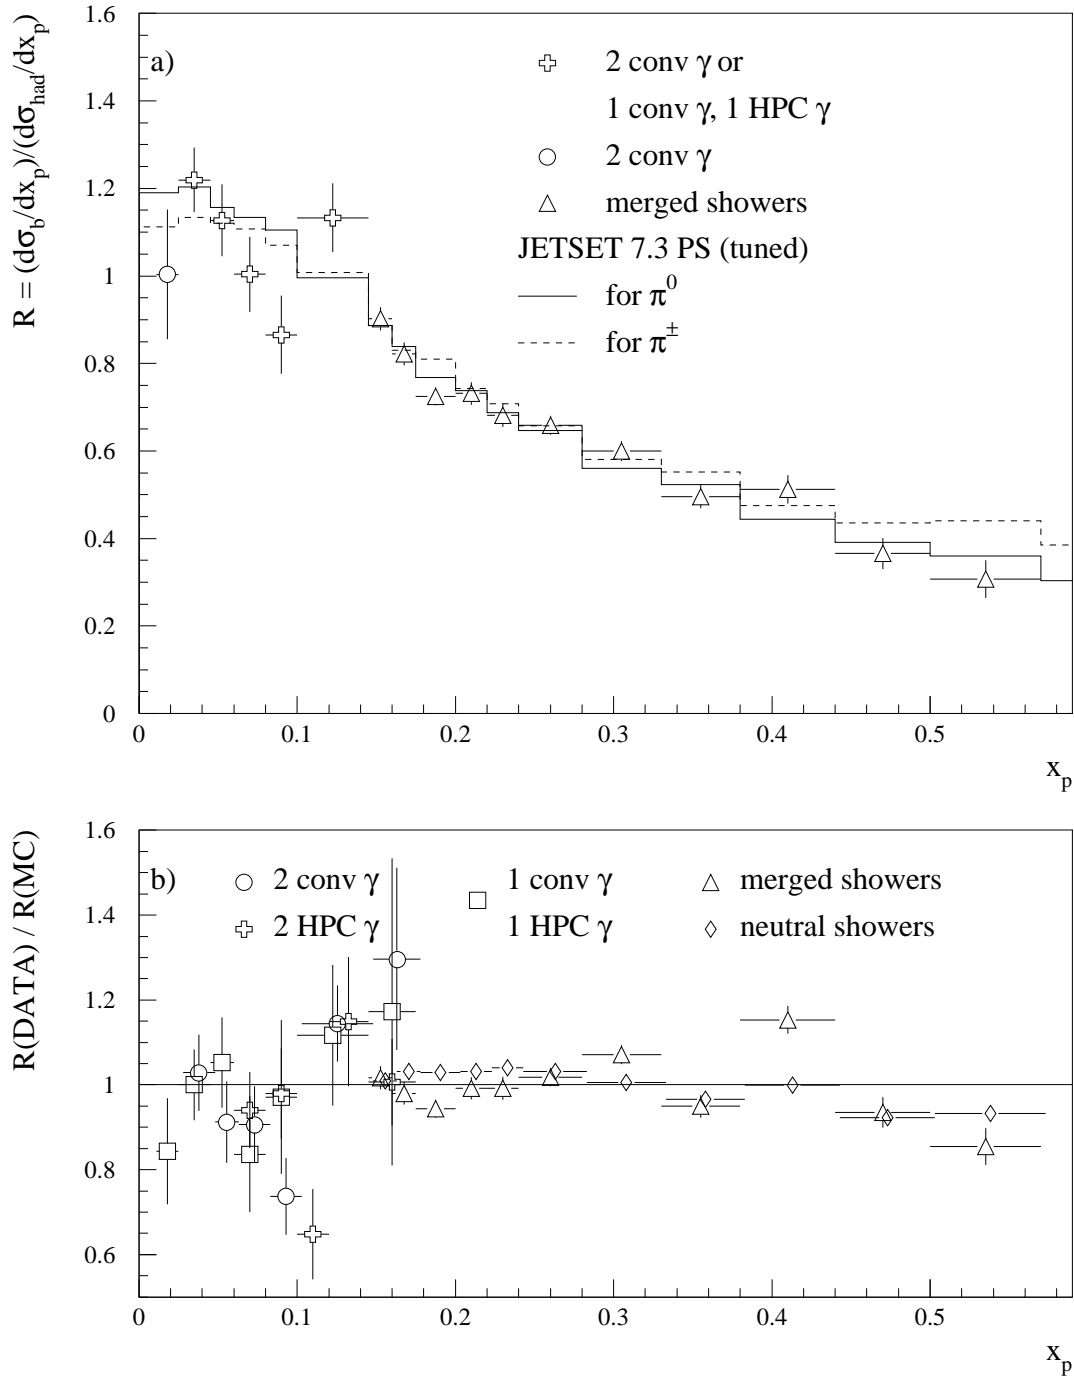 R = (dσ_b/dx_p)/(dσ_had/dx_p)
a)
2 conv γ or
1 conv γ, 1 HPC γ
2 conv γ
merged showers
JETSET 7.3 PS (tuned)
for π⁰
for π±
1.6
1.4
1.2
1
0.8
0.6
0.4
0.2
0
0 0.1 0.2 0.3 0.4 0.5
x_p
R(DATA) / R(MC)
b)
2 conv γ 1 conv γ merged showers
2 HPC γ 1 HPC γ neutral showers
1.6
1.4
1.2
1
0.8
0.6
0 0.1 0.2 0.3 0.4 0.5
x_p